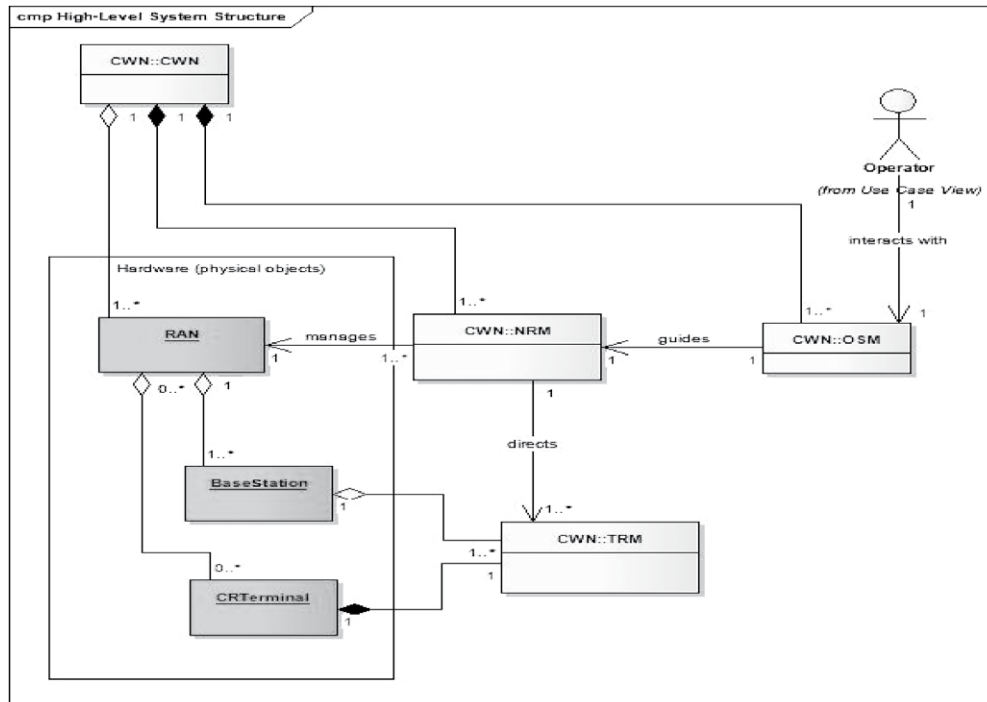 cmp High-Level System Structure
CWN::CWN
1
1
1
Operator
(from Use Case View)
1
interacts with
Hardware (physical objects)
1..*
1..*
1..*
1
RAN
manages
CWN::NRM
guides
CWN::OSM
1
1..*
1
1
0..*
1
1
directs
1..*
BaseStation
1
1..*
CWN::TRM
1..*
1
0..*
CRTerminal
1